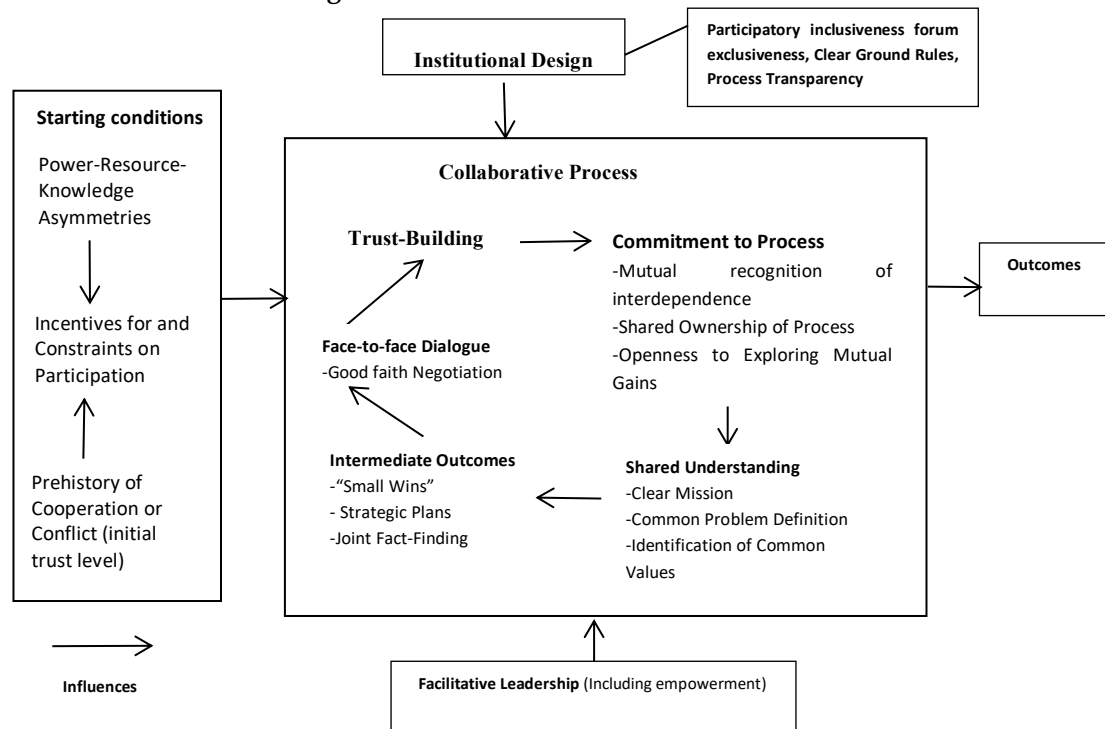 Institutional Design
Participatory inclusiveness forum
exclusiveness, Clear Ground Rules,
Process Transparency
Starting conditions
Power-Resource-
Knowledge
Asymmetries
Incentives for and
Constraints on
Participation
Prehistory of
Cooperation or
Conflict (initial
trust level)
Influences
Collaborative Process
Trust-Building
Commitment to Process
-Mutual recognition of
interdependence
-Shared Ownership of Process
-Openness to Exploring Mutual
Gains
Face-to-face Dialogue
-Good faith Negotiation
Intermediate Outcomes
-“Small Wins”
- Strategic Plans
-Joint Fact-Finding
Shared Understanding
-Clear Mission
-Common Problem Definition
-Identification of Common
Values
Outcomes
Facilitative Leadership (Including empowerment)